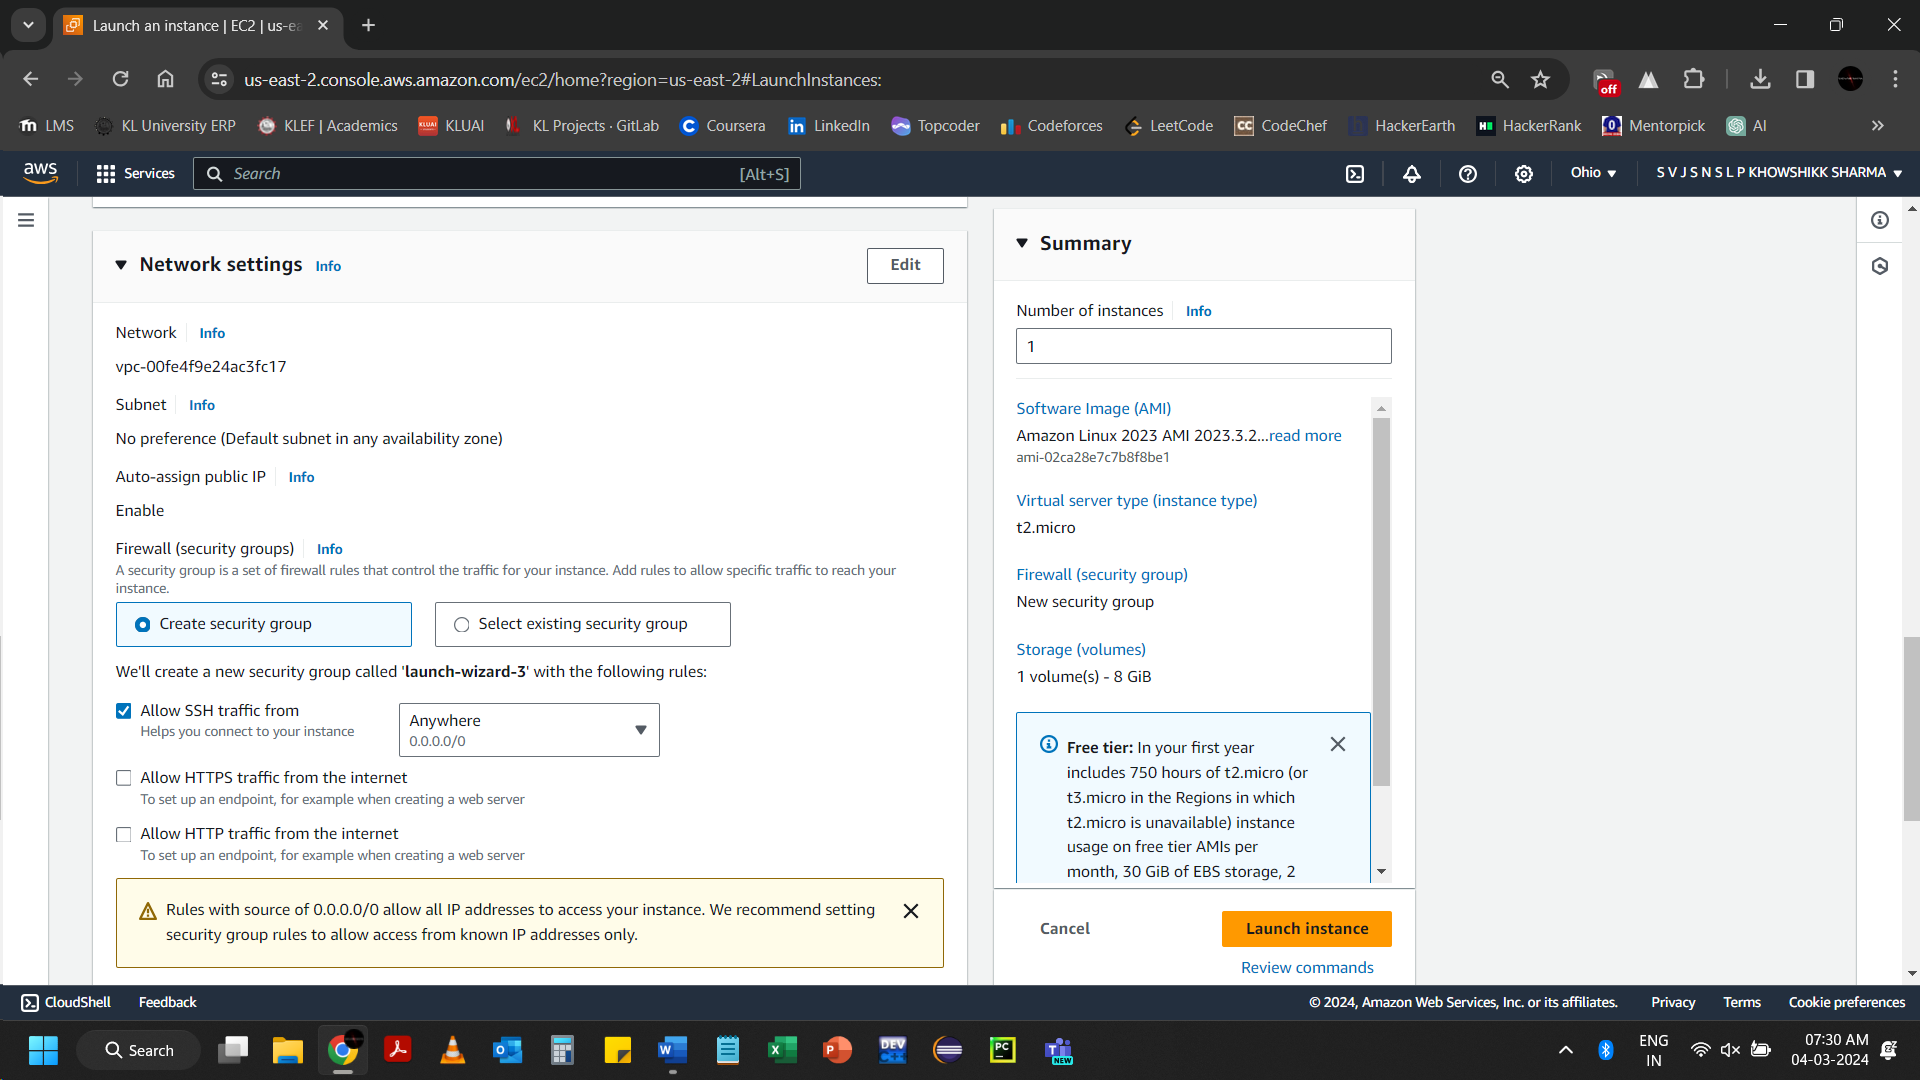 Launch an instance | EC2 | us-ea
us-east-2.console.aws.amazon.com/ec2/home?region=us-east-2#LaunchInstances:
off
LMS
KL University ERP
KLEF | Academics
KLUAI
KLUAI
KL Projects · GitLab
Coursera
LinkedIn
Topcoder
Codeforces
LeetCode
CC
CodeChef
HackerEarth
HackerRank
Mentorpick
AI
aws
Services
Search
[Alt+S]
Ohio
S V J S N S L P KHOWSHIKK SHARMA
Network settings
Info
Edit
Network
Info
vpc-00fe4f9e24ac3fc17
Subnet
Info
No preference (Default subnet in any availability zone)
Auto-assign public IP
Info
Enable
Firewall (security groups)
Info
A security group is a set of firewall rules that control the traffic for your instance. Add rules to allow specific traffic to reach your
instance.
Create security group
Select existing security group
We'll create a new security group called 'launch-wizard-3' with the following rules:
Allow SSH traffic from
Helps you connect to your instance
Anywhere
0.0.0.0/0
Allow HTTPS traffic from the internet
To set up an endpoint, for example when creating a web server
Allow HTTP traffic from the internet
To set up an endpoint, for example when creating a web server
Rules with source of 0.0.0.0/0 allow all IP addresses to access your instance. We recommend setting
security group rules to allow access from known IP addresses only.
Summary
Number of instances
Info
1
Software Image (AMI)
Amazon Linux 2023 AMI 2023.3.2...read more
ami-02ca28e7c7b8f8be1
Virtual server type (instance type)
t2.micro
Firewall (security group)
New security group
Storage (volumes)
1 volume(s) - 8 GiB
Free tier: In your first year
includes 750 hours of t2.micro (or
t3.micro in the Regions in which
t2.micro is unavailable) instance
usage on free tier AMIs per
month, 30 GiB of EBS storage, 2
Cancel
Launch instance
Review commands
CloudShell
Feedback
© 2024, Amazon Web Services, Inc. or its affiliates.
Privacy
Terms
Cookie preferences
Search
DEV
PC
NEW
ENG
IN
07:30 AM
04-03-2024